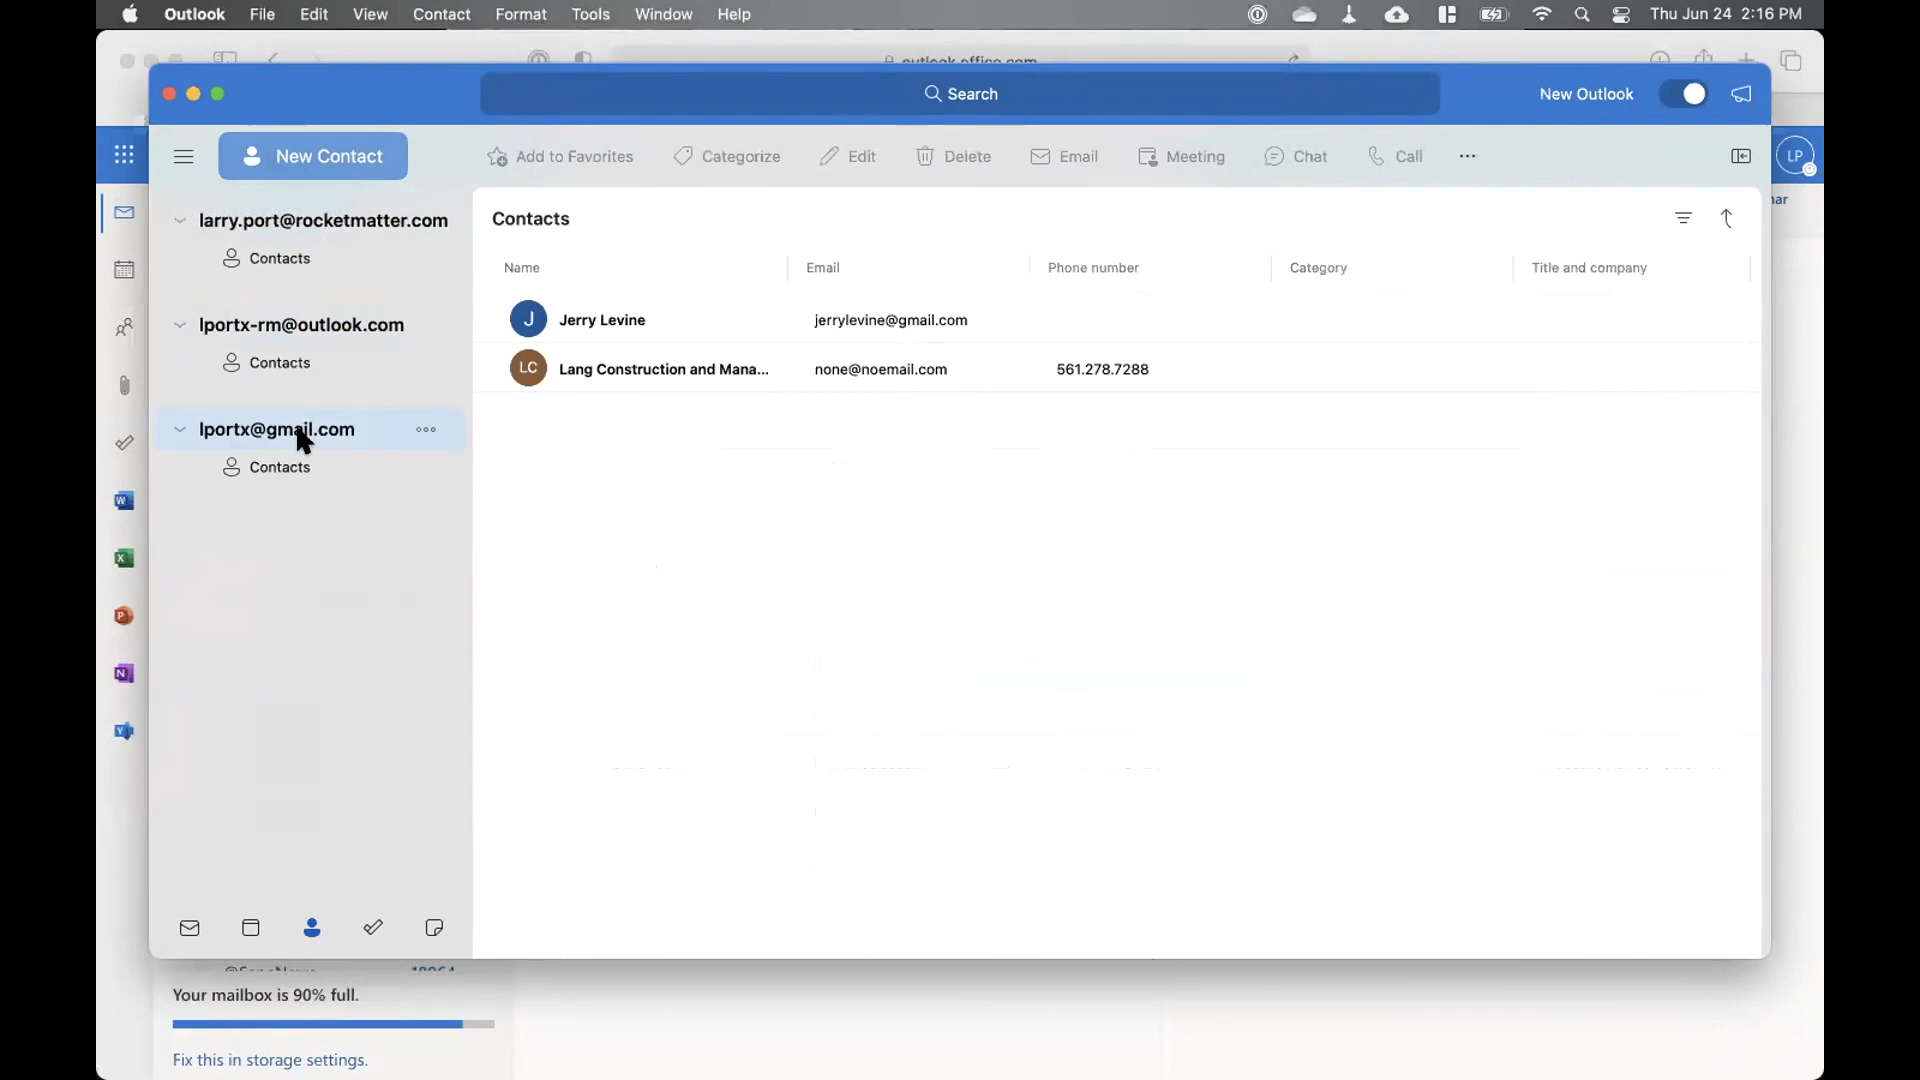 Outlook File Edit View Contact Format Tools Window Help Thu Jun 24 2:16 PM
outlook.office.com
Search
New Outlook
New Contact
Add to Favorites Categorize Edit Delete Email Meeting Chat Call
LP
larry.port@rocketmatter.com
Contacts
lportx-rm@outlook.com
Contacts
lportx@gmail.com
Contacts
Contacts
Name Email Phone number Category Title and company
J Jerry Levine jerrylevine@gmail.com
LC Lang Construction and Mana... none@noemail.com 561.278.7288
W
X
P
N
V
Your mailbox is 90% full.
Fix this in storage settings.